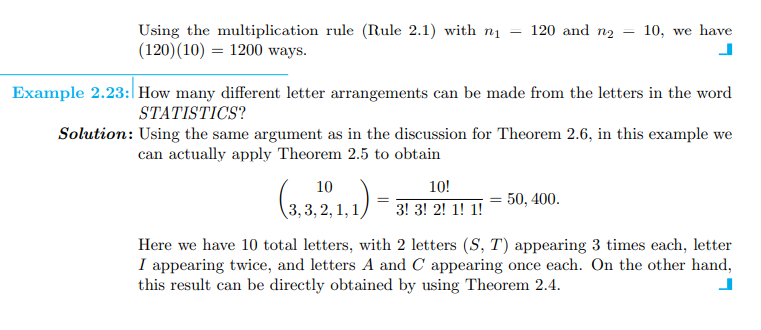 Using the multiplication rule (Rule 2.1) with n₁ = 120 and n₂ = 10, we have
(120)(10) = 1200 ways.
Example 2.23: How many different letter arrangements can be made from the letters in the word
STATISTICS?
Solution: Using the same argument as in the discussion for Theorem 2.6, in this example we
can actually apply Theorem 2.5 to obtain
(10 / 3, 3, 2, 1, 1) = 10! / 3! 3! 2! 1! 1! = 50, 400.
Here we have 10 total letters, with 2 letters (S, T) appearing 3 times each, letter
I appearing twice, and letters A and C appearing once each. On the other hand,
this result can be directly obtained by using Theorem 2.4.